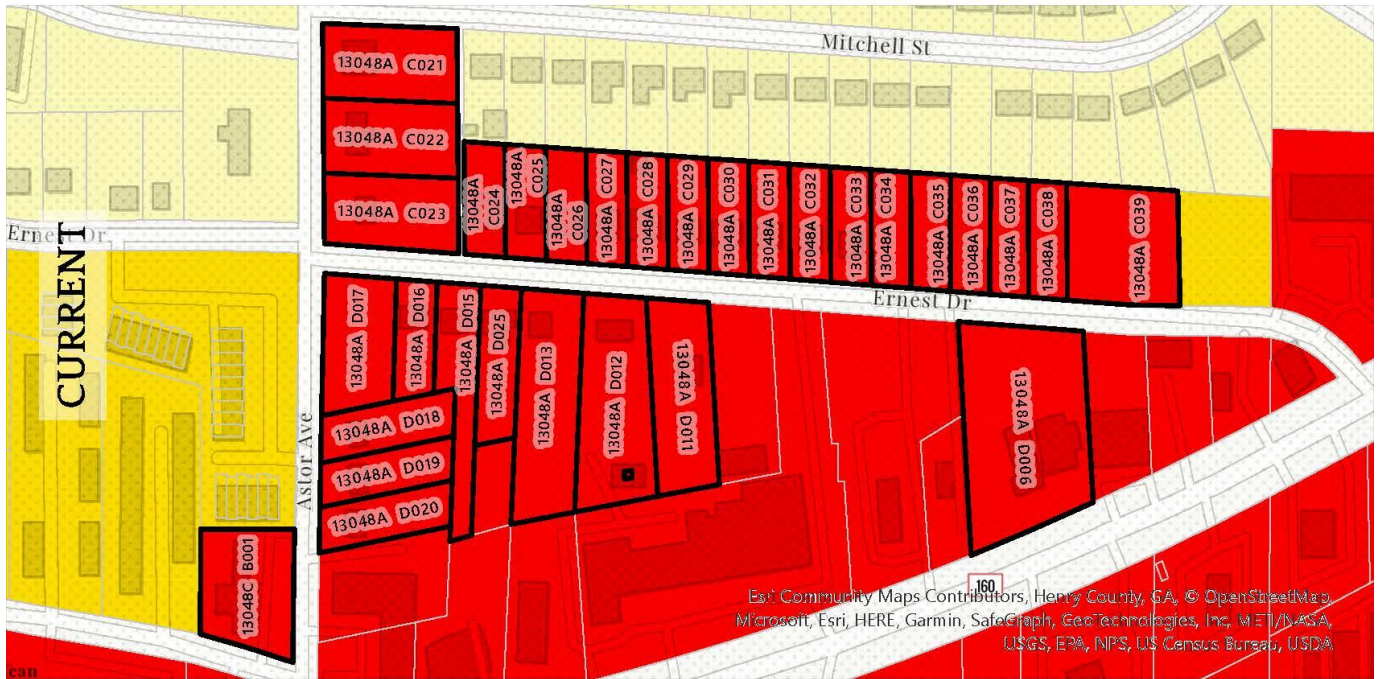 Mitchell St
13048A C021
13048A C022
13048A C023
13048A C024
13048A C025
13048A C026
13048A C027
13048A C028
13048A C029
13048A C030
13048A C031
13048A C032
13048A C033
13048A C034
13048A C035
13048A C036
13048A C037
13048A C038
13048A C039
Ernest Dr
CURRENT
Ernest Dr
13048A D017
13048A D016
13048A D015
13048A D025
13048A D013
13048A D012
13048A D011
13048A D006
13048A D018
13048A D019
13048A D020
Astor Ave
13048C B001
160
Esri Community Maps Contributors, Henry County, GA, © OpenStreetMap,
Microsoft, Esri, HERE, Garmin, SafeGraph, GeoTechnologies, Inc, METI/NASA,
USGS, EPA, NPS, US Census Bureau, USDA
can